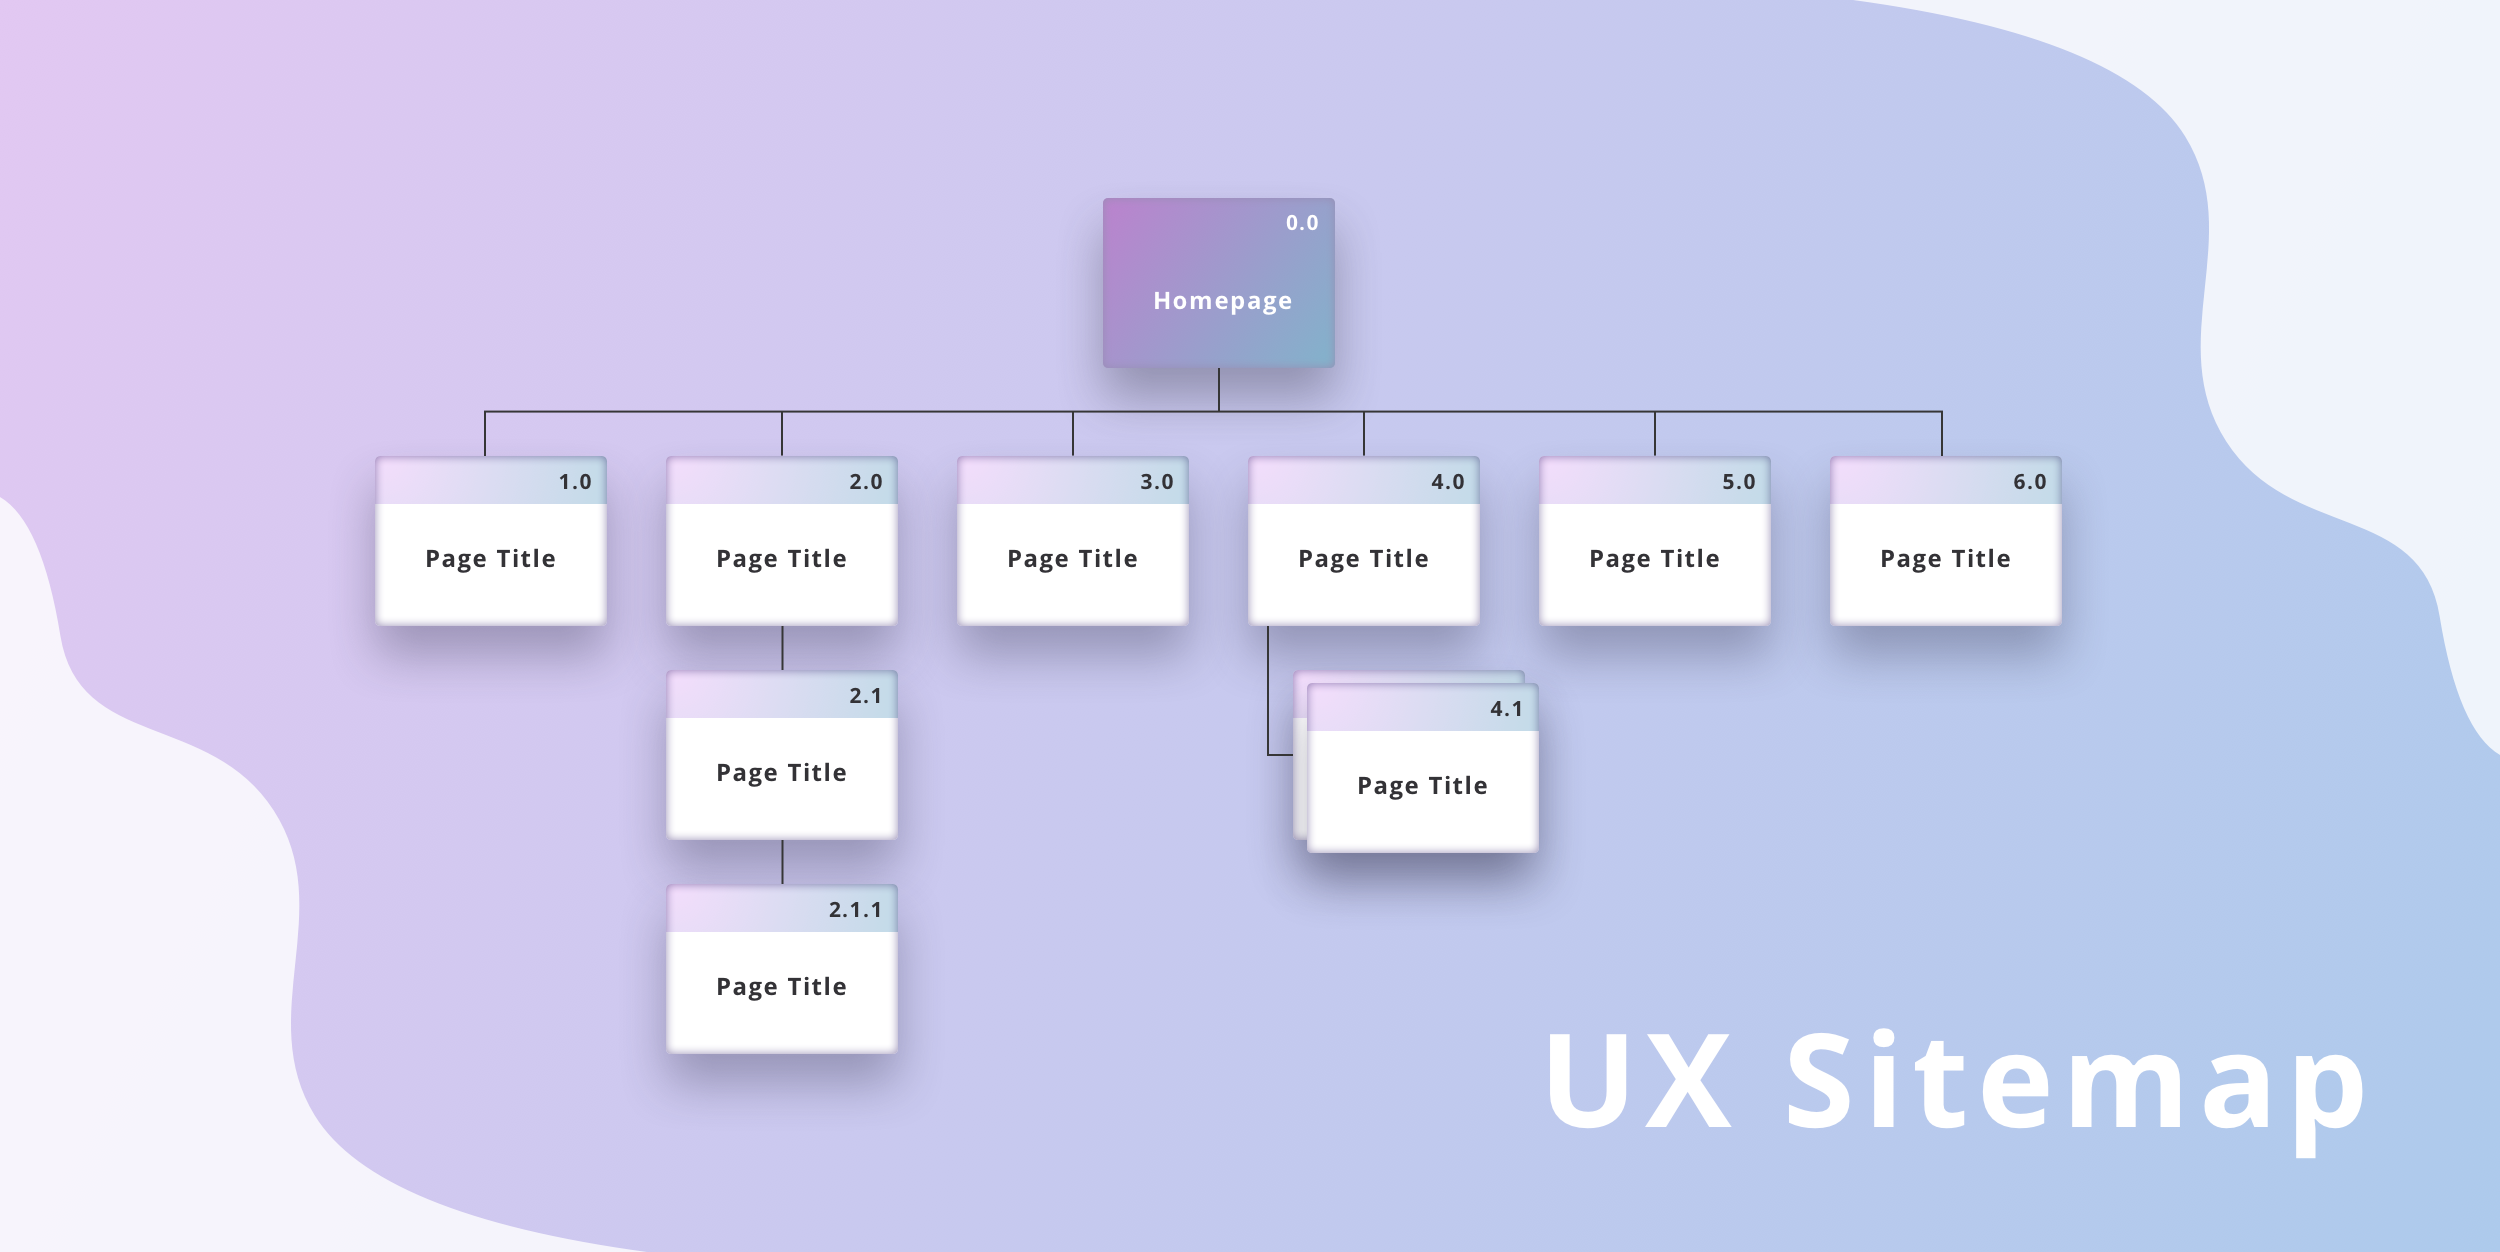 0.0
Homepage
1.0
Page Title
2.0
Page Title
3.0
Page Title
4.0
Page Title
5.0
Page Title
6.0
Page Title
2.1
Page Title
4.1
Page Title
2.1.1
Page Title
UX Sitemap